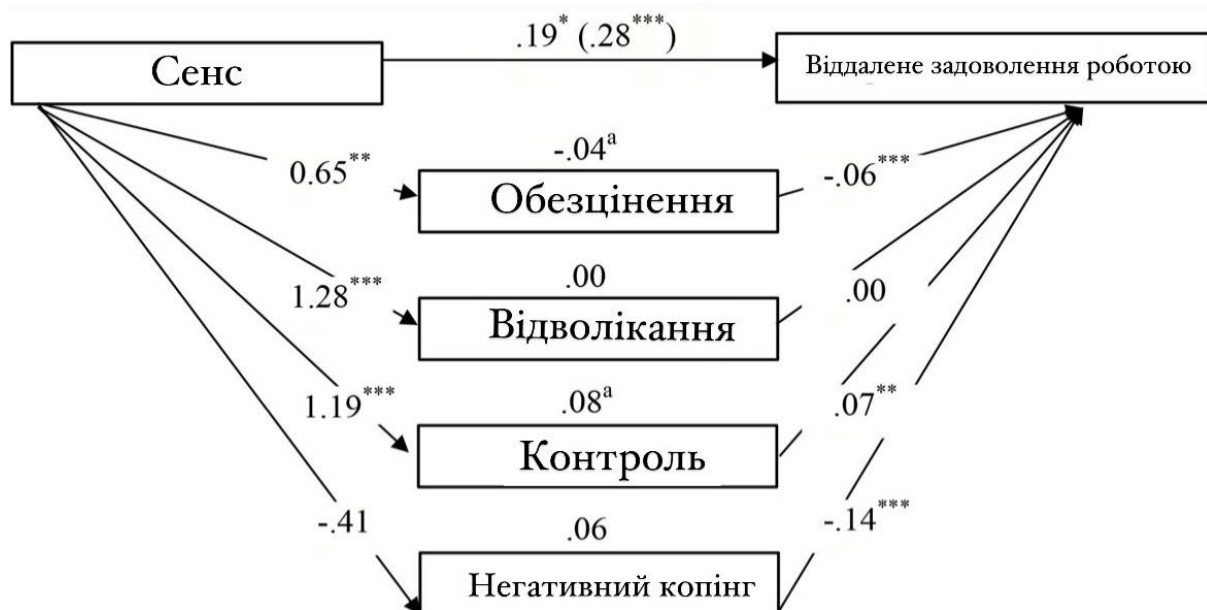 .19* (.28***)
Сенс
Віддалене задоволення роботою
0.65**
-.04ᵃ
-.06***
Обезцінення
1.28***
.00
.00
Відволікання
1.19***
.08ᵃ
.07**
Контроль
-.41
.06
-.14***
Негативний копінг